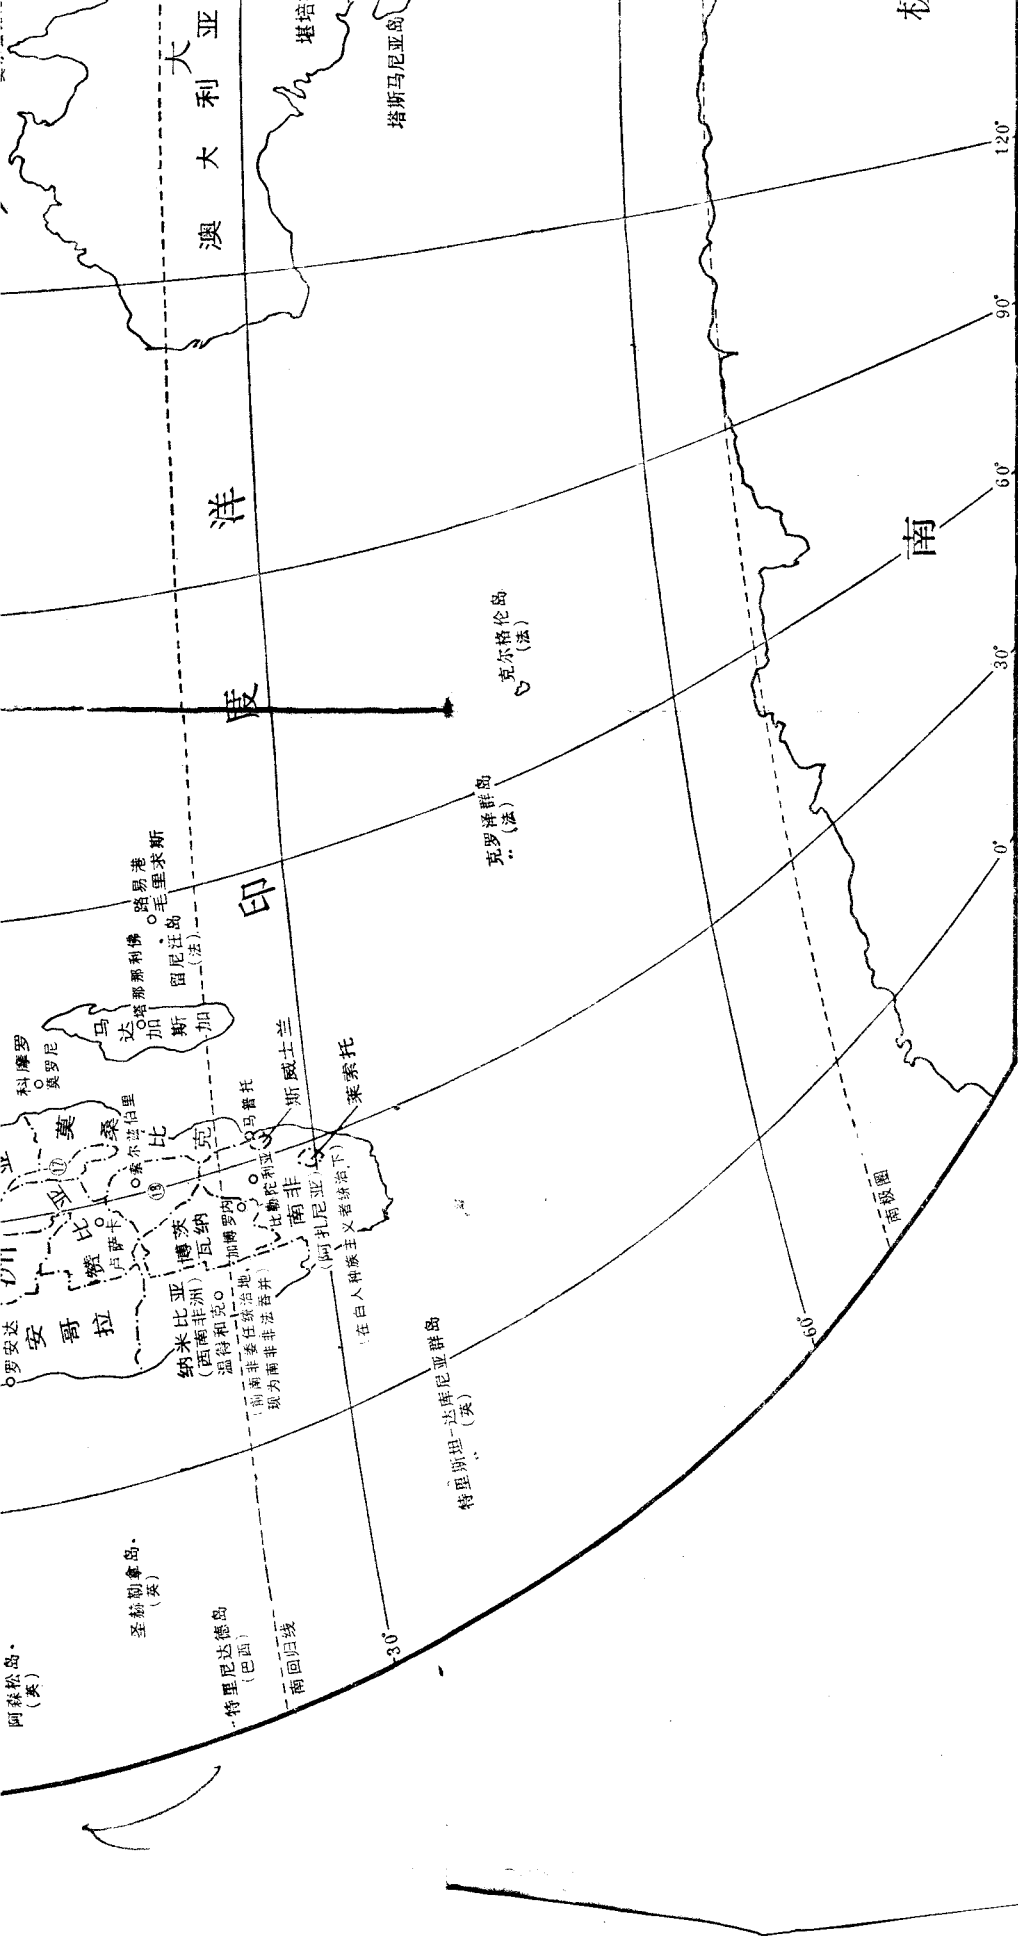 阿森松岛
（英）
圣赫勒拿岛
（英）
特里尼达德岛
（巴西）
南回归线
30°
罗安达
安哥拉
赞比亚
卢萨卡
⑰
⑱
索尔兹伯里
莫桑比克
科摩罗
莫罗尼
马达加斯加
塔那那利佛
路易港
毛里求斯
留尼汪岛
（法）
纳米比亚
（西南非洲）
温得和克
（前南非委任统治地，
现为南非非法吞并）
博茨瓦纳
加博罗内
比勒陀利亚
马普托
斯威士兰
莱索托
南非
（阿扎尼亚）
（在白人种族主义者统治下）
特里斯坦-达库尼亚群岛
（英）
印度洋
克罗泽群岛
（法）
克尔格伦岛
（法）
澳大利亚
大
堪培
塔斯马尼亚岛
60°
南极圈
南
0°
30°
60°
90°
120°